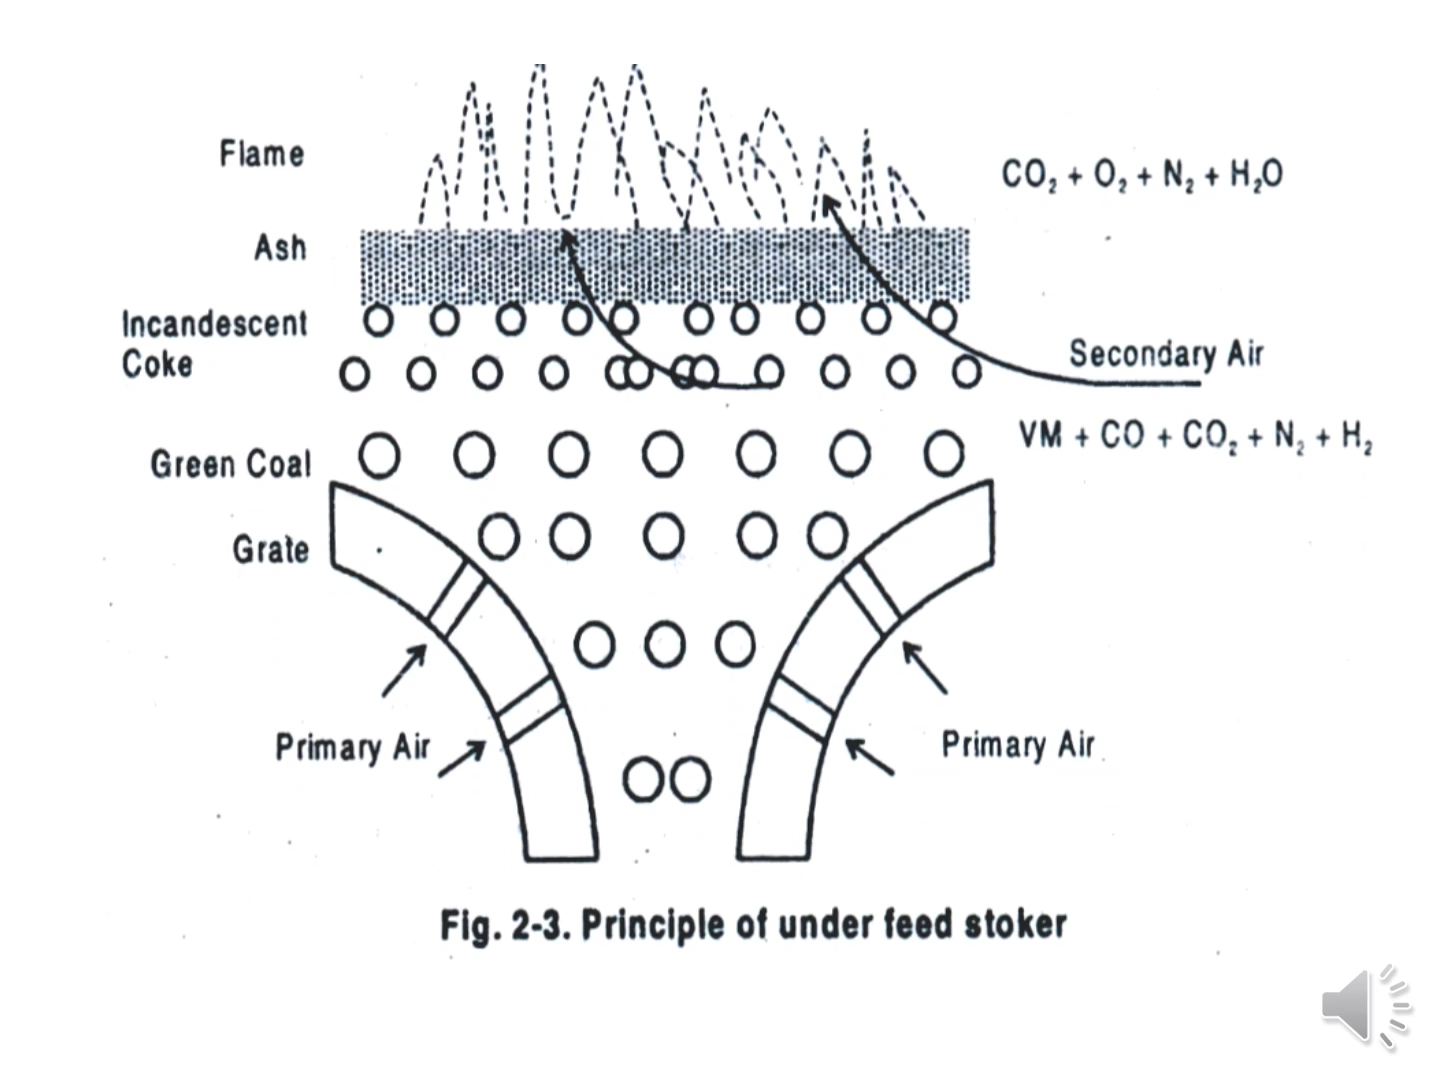 Flame
CO₂ + O₂ + N₂ + H₂O
Ash
Incandescent
Coke
Secondary Air
VM + CO + CO₂ + N₂ + H₂
Green Coal
Grate
Primary Air
Primary Air
Fig. 2-3. Principle of under feed stoker